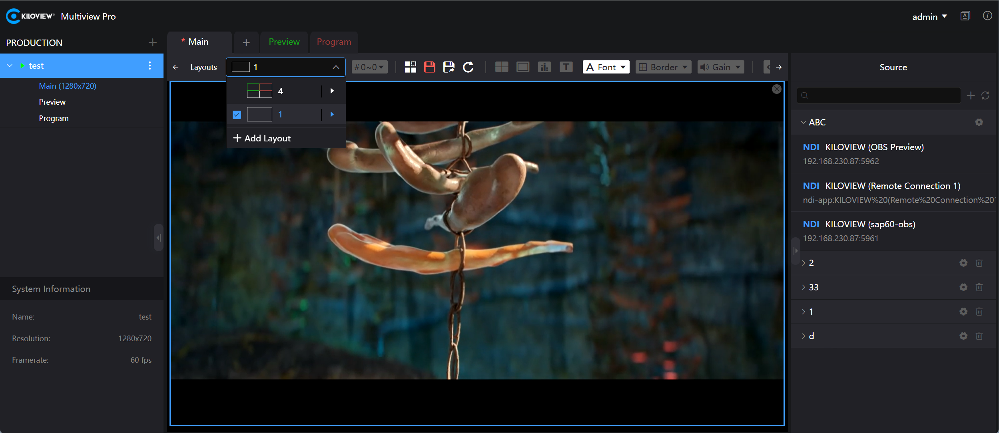 KILOVIEW® Multiview Pro
admin
PRODUCTION
test
Main (1280x720)
Preview
Program
System Information
Name: test
Resolution: 1280x720
Framerate: 60 fps
* Main
+
Preview
Program
Layouts
1
#0~0
T
A Font
Border
Gain
4
1
+ Add Layout
Source
ABC
NDI KILOVIEW (OBS Preview)
192.168.230.87:5962
NDI KILOVIEW (Remote Connection 1)
ndi-app:KILOVIEW%20(Remote%20Connection%20
NDI KILOVIEW (sap60-obs)
192.168.230.87:5961
2
33
1
d